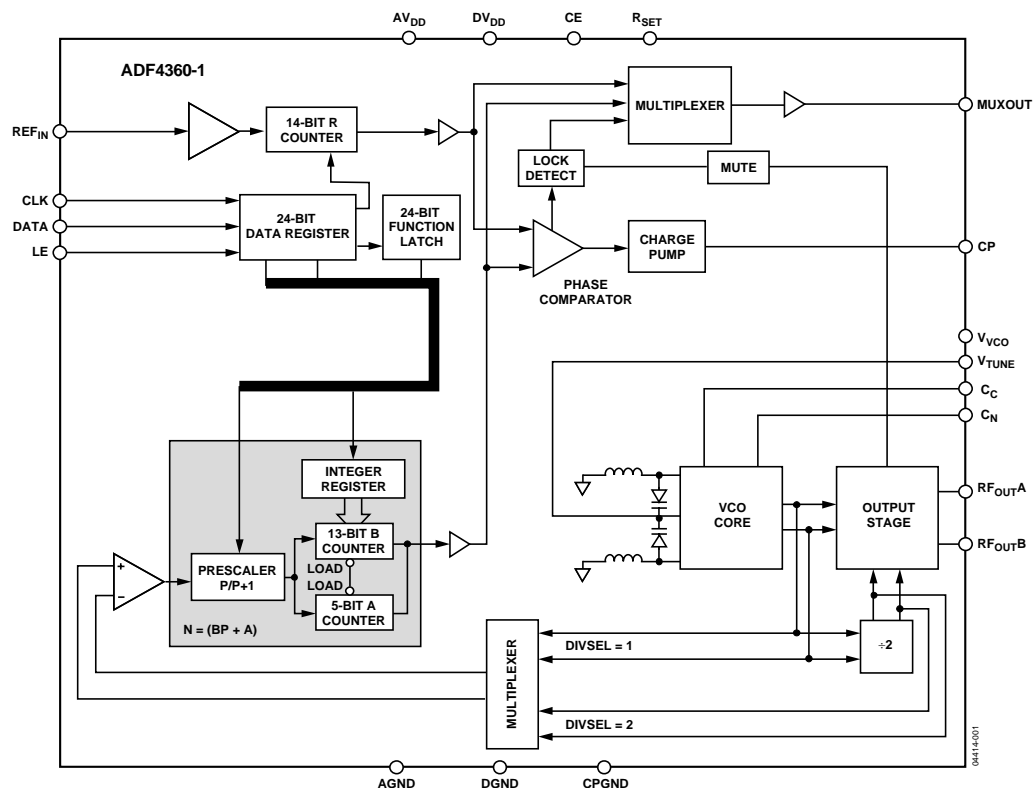 AVDD DVDD CE RSET
ADF4360-1
MULTIPLEXER
MUXOUT
REFIN
14-BIT R
COUNTER
LOCK
DETECT
MUTE
CLK
DATA
LE
24-BIT
DATA REGISTER
24-BIT
FUNCTION
LATCH
CHARGE
PUMP
CP
PHASE
COMPARATOR
VVCO
VTUNE
CC
CN
INTEGER
REGISTER
13-BIT B
COUNTER
PRESCALER
P/P+1
LOAD
LOAD
5-BIT A
COUNTER
N = (BP + A)
+
−
VCO
CORE
OUTPUT
STAGE
RFOUTA
RFOUTB
MULTIPLEXER
DIVSEL = 1
÷2
DIVSEL = 2
04414-001
AGND DGND CPGND